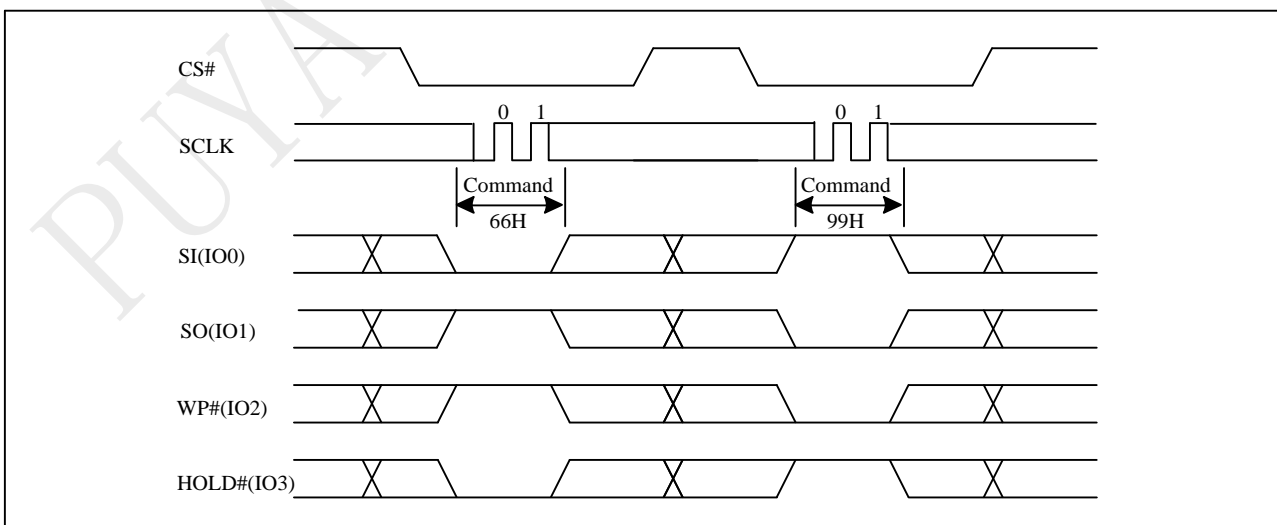 PUYA
CS#
0 1 0 1
SCLK
Command Command
66H 99H
SI(IO0)
SO(IO1)
WP#(IO2)
HOLD#(IO3)